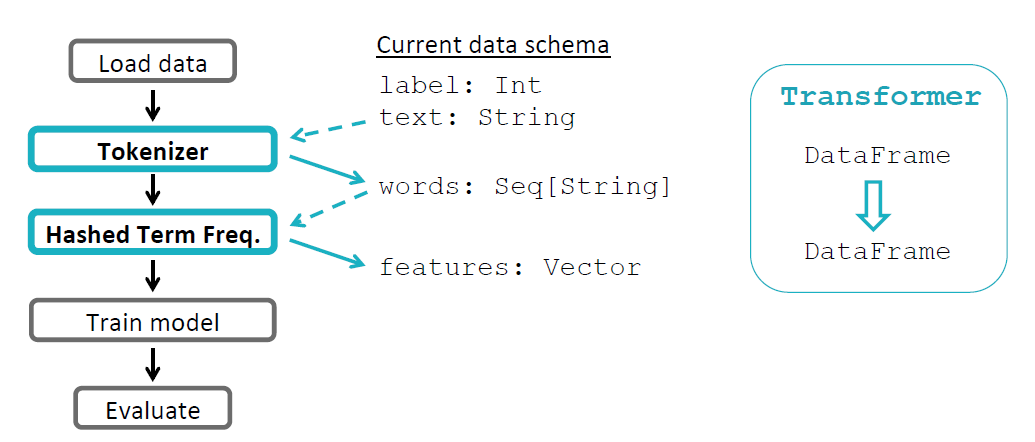 Load data
Tokenizer
Hashed Term Freq.
Train model
Evaluate
Current data schema
label: Int
text: String
words: Seq[String]
features: Vector
Transformer
DataFrame
DataFrame